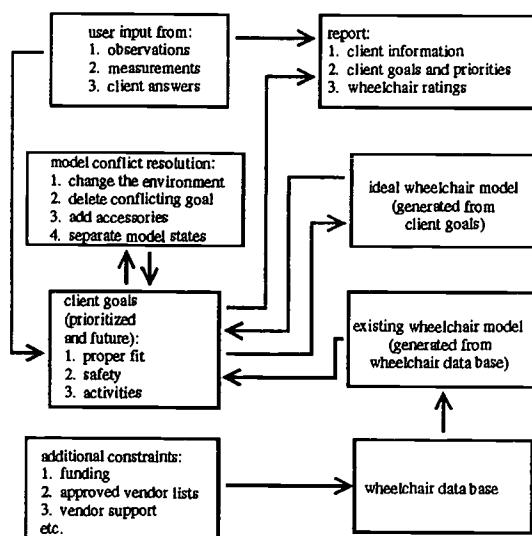 user input from:
1. observations
2. measurements
3. client answers
report:
1. client information
2. client goals and priorities
3. wheelchair ratings
model conflict resolution:
1. change the environment
2. delete conflicting goal
3. add accessories
4. separate model states
ideal wheelchair model
(generated from
client goals)
client goals
(prioritized
and future):
1. proper fit
2. safety
3. activities
existing wheelchair model
(generated from
wheelchair data base)
additional constraints:
1. funding
2. approved vendor lists
3. vendor support
etc.
wheelchair data base